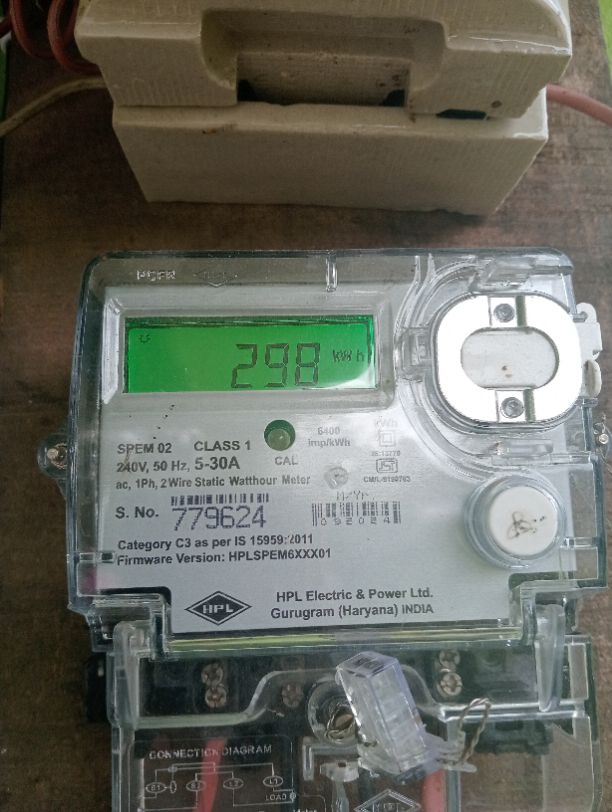 298 kWh
SPEM 02 CLASS 1
240V, 50 Hz, 5-30A
CAL
6400
imp/kWh
kWh
ac, 1Ph, 2 Wire Static Watthour Meter
S. No. 779624
092024
Category C3 as per IS 15959:2011
Firmware Version: HPLSPEM6XXX01
HPL
HPL Electric & Power Ltd.
Gurugram (Haryana) INDIA
CONNECTION DIAGRAM
LOAD